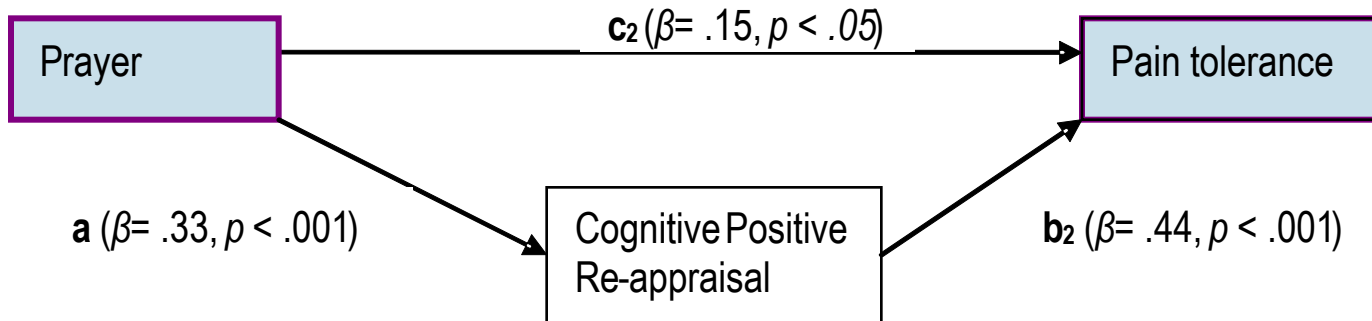 c₂ (β= .15, p < .05)
Prayer
Pain tolerance
a (β= .33, p < .001)
Cognitive Positive
Re-appraisal
b₂ (β= .44, p < .001)